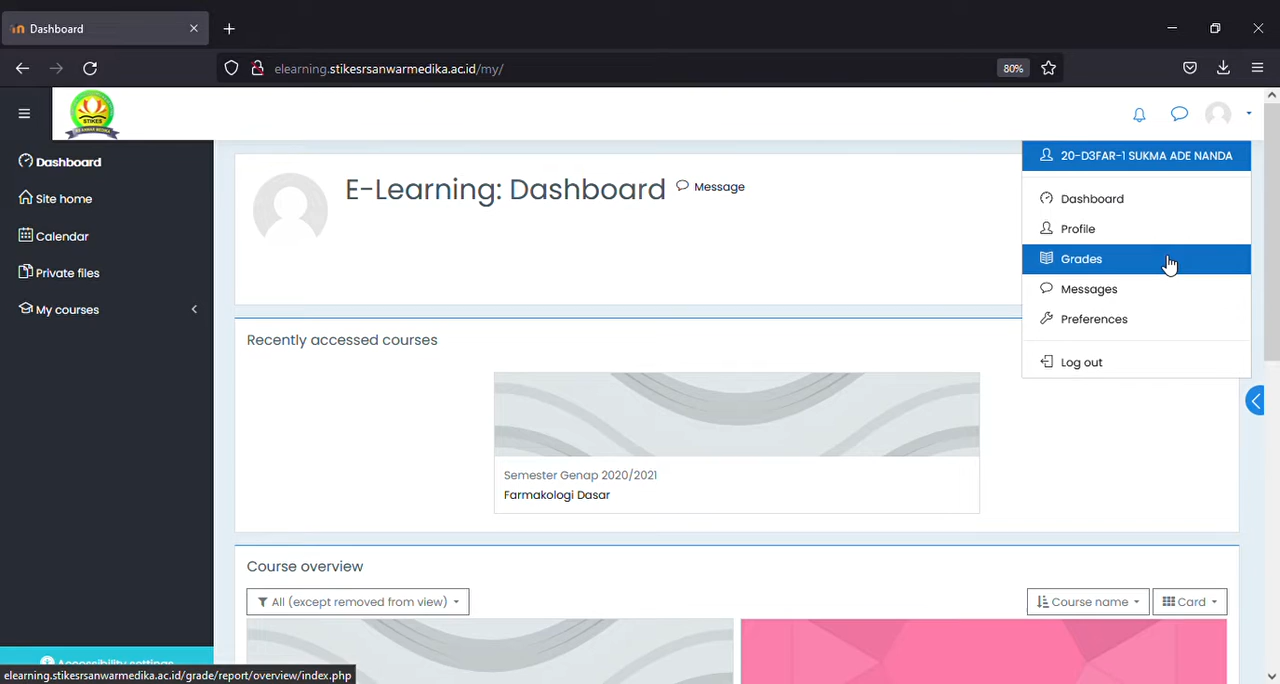 Dashboard
elearning.stikesrsanwarmedika.ac.id/my/
80%
STIKES
Dashboard
Site home
Calendar
Private files
My courses
E-Learning: Dashboard
Message
20-D3FAR-1 SUKMA ADE NANDA
Dashboard
Profile
Grades
Messages
Preferences
Log out
Recently accessed courses
Semester Genap 2020/2021
Farmakologi Dasar
Course overview
All (except removed from view)
Course name
Card
Accessibility settings
elearning.stikesrsanwarmedika.ac.id/grade/report/overview/index.php